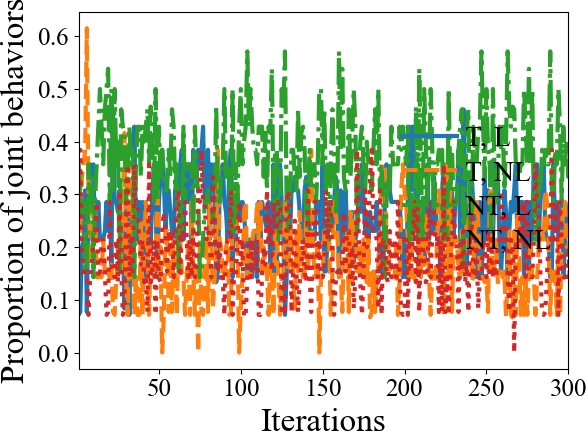 Proportion of joint behaviors
0.6
0.5
0.4
0.3
0.2
0.1
0.0
T, L
T, NL
NT, L
NT, NL
50
100
150
200
250
300
Iterations